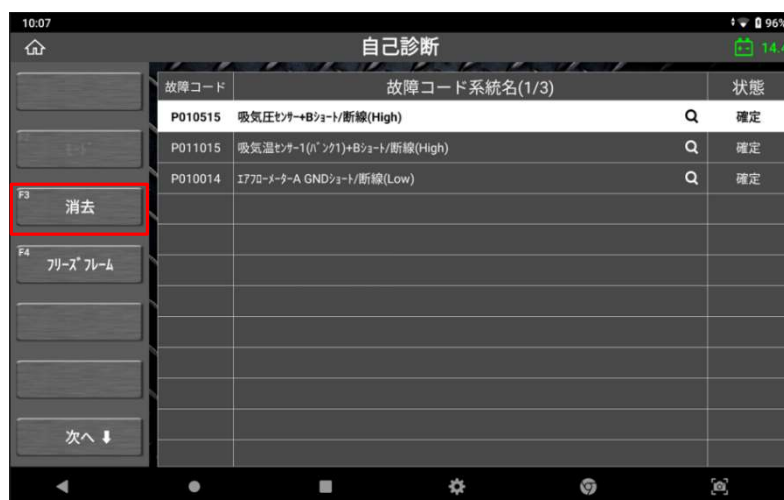 10:07
96%
自己診断
14.4
故障コード 故障コード系統名(1/3) 状態
P010515 吸気圧ｾﾝｻｰ+Bｼｮｰﾄ/断線(High) 確定
P011015 吸気温ｾﾝｻｰ1(ﾊﾞﾝｸ1)+Bｼｮｰﾄ/断線(High) 確定
P010014 ｴｱﾌﾛｰﾒｰﾀｰA GNDｼｮｰﾄ/断線(Low) 確定
F3
消去
F4
ﾌﾘｰｽﾞﾌﾚｰﾑ
次へ ⬇